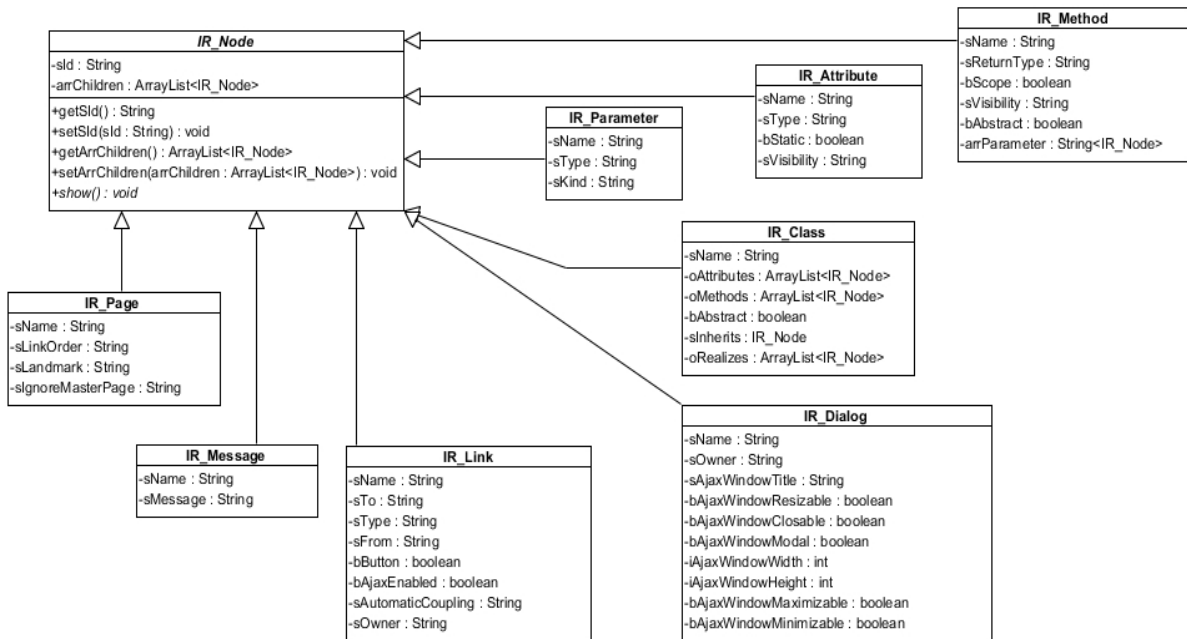 IR_Node
-sId : String
-arrChildren : ArrayList<IR_Node>
+getSId() : String
+setSId(sId : String) : void
+getArrChildren() : ArrayList<IR_Node>
+setArrChildren(arrChildren : ArrayList<IR_Node>) : void
+show() : void
IR_Method
-sName : String
-sReturnType : String
-bScope : boolean
-sVisibility : String
-bAbstract : boolean
-arrParameter : String<IR_Node>
IR_Attribute
-sName : String
-sType : String
-bStatic : boolean
-sVisibility : String
IR_Parameter
-sName : String
-sType : String
-sKind : String
IR_Class
-sName : String
-oAttributes : ArrayList<IR_Node>
-oMethods : ArrayList<IR_Node>
-bAbstract : boolean
-sInherits : IR_Node
-oRealizes : ArrayList<IR_Node>
IR_Page
-sName : String
-sLinkOrder : String
-sLandmark : String
-sIgnoreMasterPage : String
IR_Message
-sName : String
-sMessage : String
IR_Link
-sName : String
-sTo : String
-sType : String
-sFrom : String
-bButton : boolean
-bAjaxEnabled : boolean
-sAutomaticCoupling : String
-sOwner : String
IR_Dialog
-sName : String
-sOwner : String
-sAjaxWindowTitle : String
-bAjaxWindowResizable : boolean
-bAjaxWindowClosable : boolean
-bAjaxWindowModal : boolean
-iAjaxWindowWidth : int
-iAjaxWindowHeight : int
-bAjaxWindowMaximizable : boolean
-bAjaxWindowMinimizable : boolean